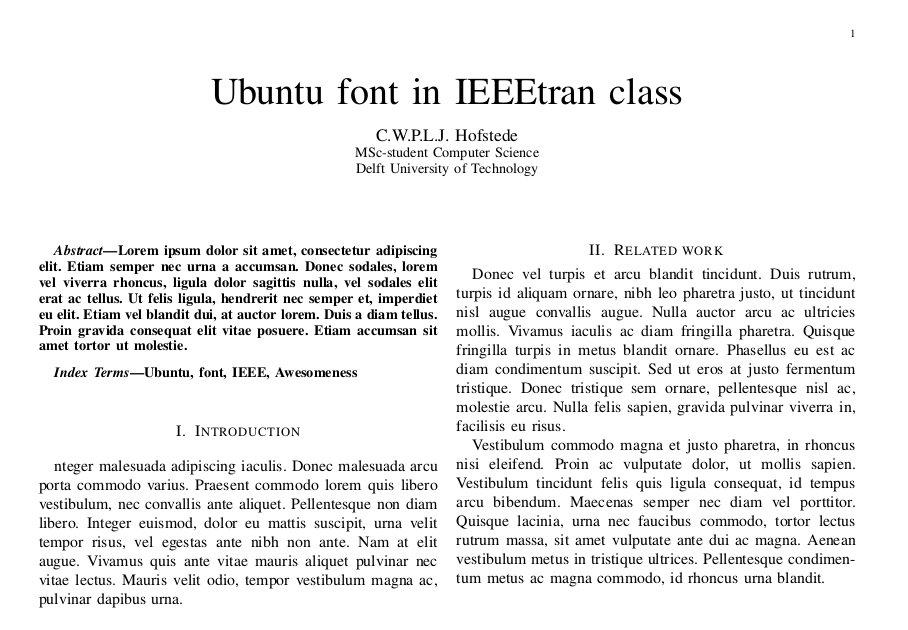 1
Ubuntu font in IEEEtran class
C.W.P.L.J. Hofstede
MSc-student Computer Science
Delft University of Technology
Abstract—Lorem ipsum dolor sit amet, consectetur adipiscing
elit. Etiam semper nec urna a accumsan. Donec sodales, lorem
vel viverra rhoncus, ligula dolor sagittis nulla, vel sodales elit
erat ac tellus. Ut felis ligula, hendrerit nec semper et, imperdiet
eu elit. Etiam vel blandit dui, at auctor lorem. Duis a diam tellus.
Proin gravida consequat elit vitae posuere. Etiam accumsan sit
amet tortor ut molestie.
Index Terms—Ubuntu, font, IEEE, Awesomeness
I. INTRODUCTION
nteger malesuada adipiscing iaculis. Donec malesuada arcu
porta commodo varius. Praesent commodo lorem quis libero
vestibulum, nec convallis ante aliquet. Pellentesque non diam
libero. Integer euismod, dolor eu mattis suscipit, urna velit
tempor risus, vel egestas ante nibh non ante. Nam at elit
augue. Vivamus quis ante vitae mauris aliquet pulvinar nec
vitae lectus. Mauris velit odio, tempor vestibulum magna ac,
pulvinar dapibus urna.
II. RELATED WORK
Donec vel turpis et arcu blandit tincidunt. Duis rutrum,
turpis id aliquam ornare, nibh leo pharetra justo, ut tincidunt
nisl augue convallis augue. Nulla auctor arcu ac ultricies
mollis. Vivamus iaculis ac diam fringilla pharetra. Quisque
fringilla turpis in metus blandit ornare. Phasellus eu est ac
diam condimentum suscipit. Sed ut eros at justo fermentum
tristique. Donec tristique sem ornare, pellentesque nisl ac,
molestie arcu. Nulla felis sapien, gravida pulvinar viverra in,
facilisis eu risus.
Vestibulum commodo magna et justo pharetra, in rhoncus
nisi eleifend. Proin ac vulputate dolor, ut mollis sapien.
Vestibulum tincidunt felis quis ligula consequat, id tempus
arcu bibendum. Maecenas semper nec diam vel porttitor.
Quisque lacinia, urna nec faucibus commodo, tortor lectus
rutrum massa, sit amet vulputate ante dui ac magna. Aenean
vestibulum metus in tristique ultrices. Pellentesque condimen-
tum metus ac magna commodo, id rhoncus urna blandit.